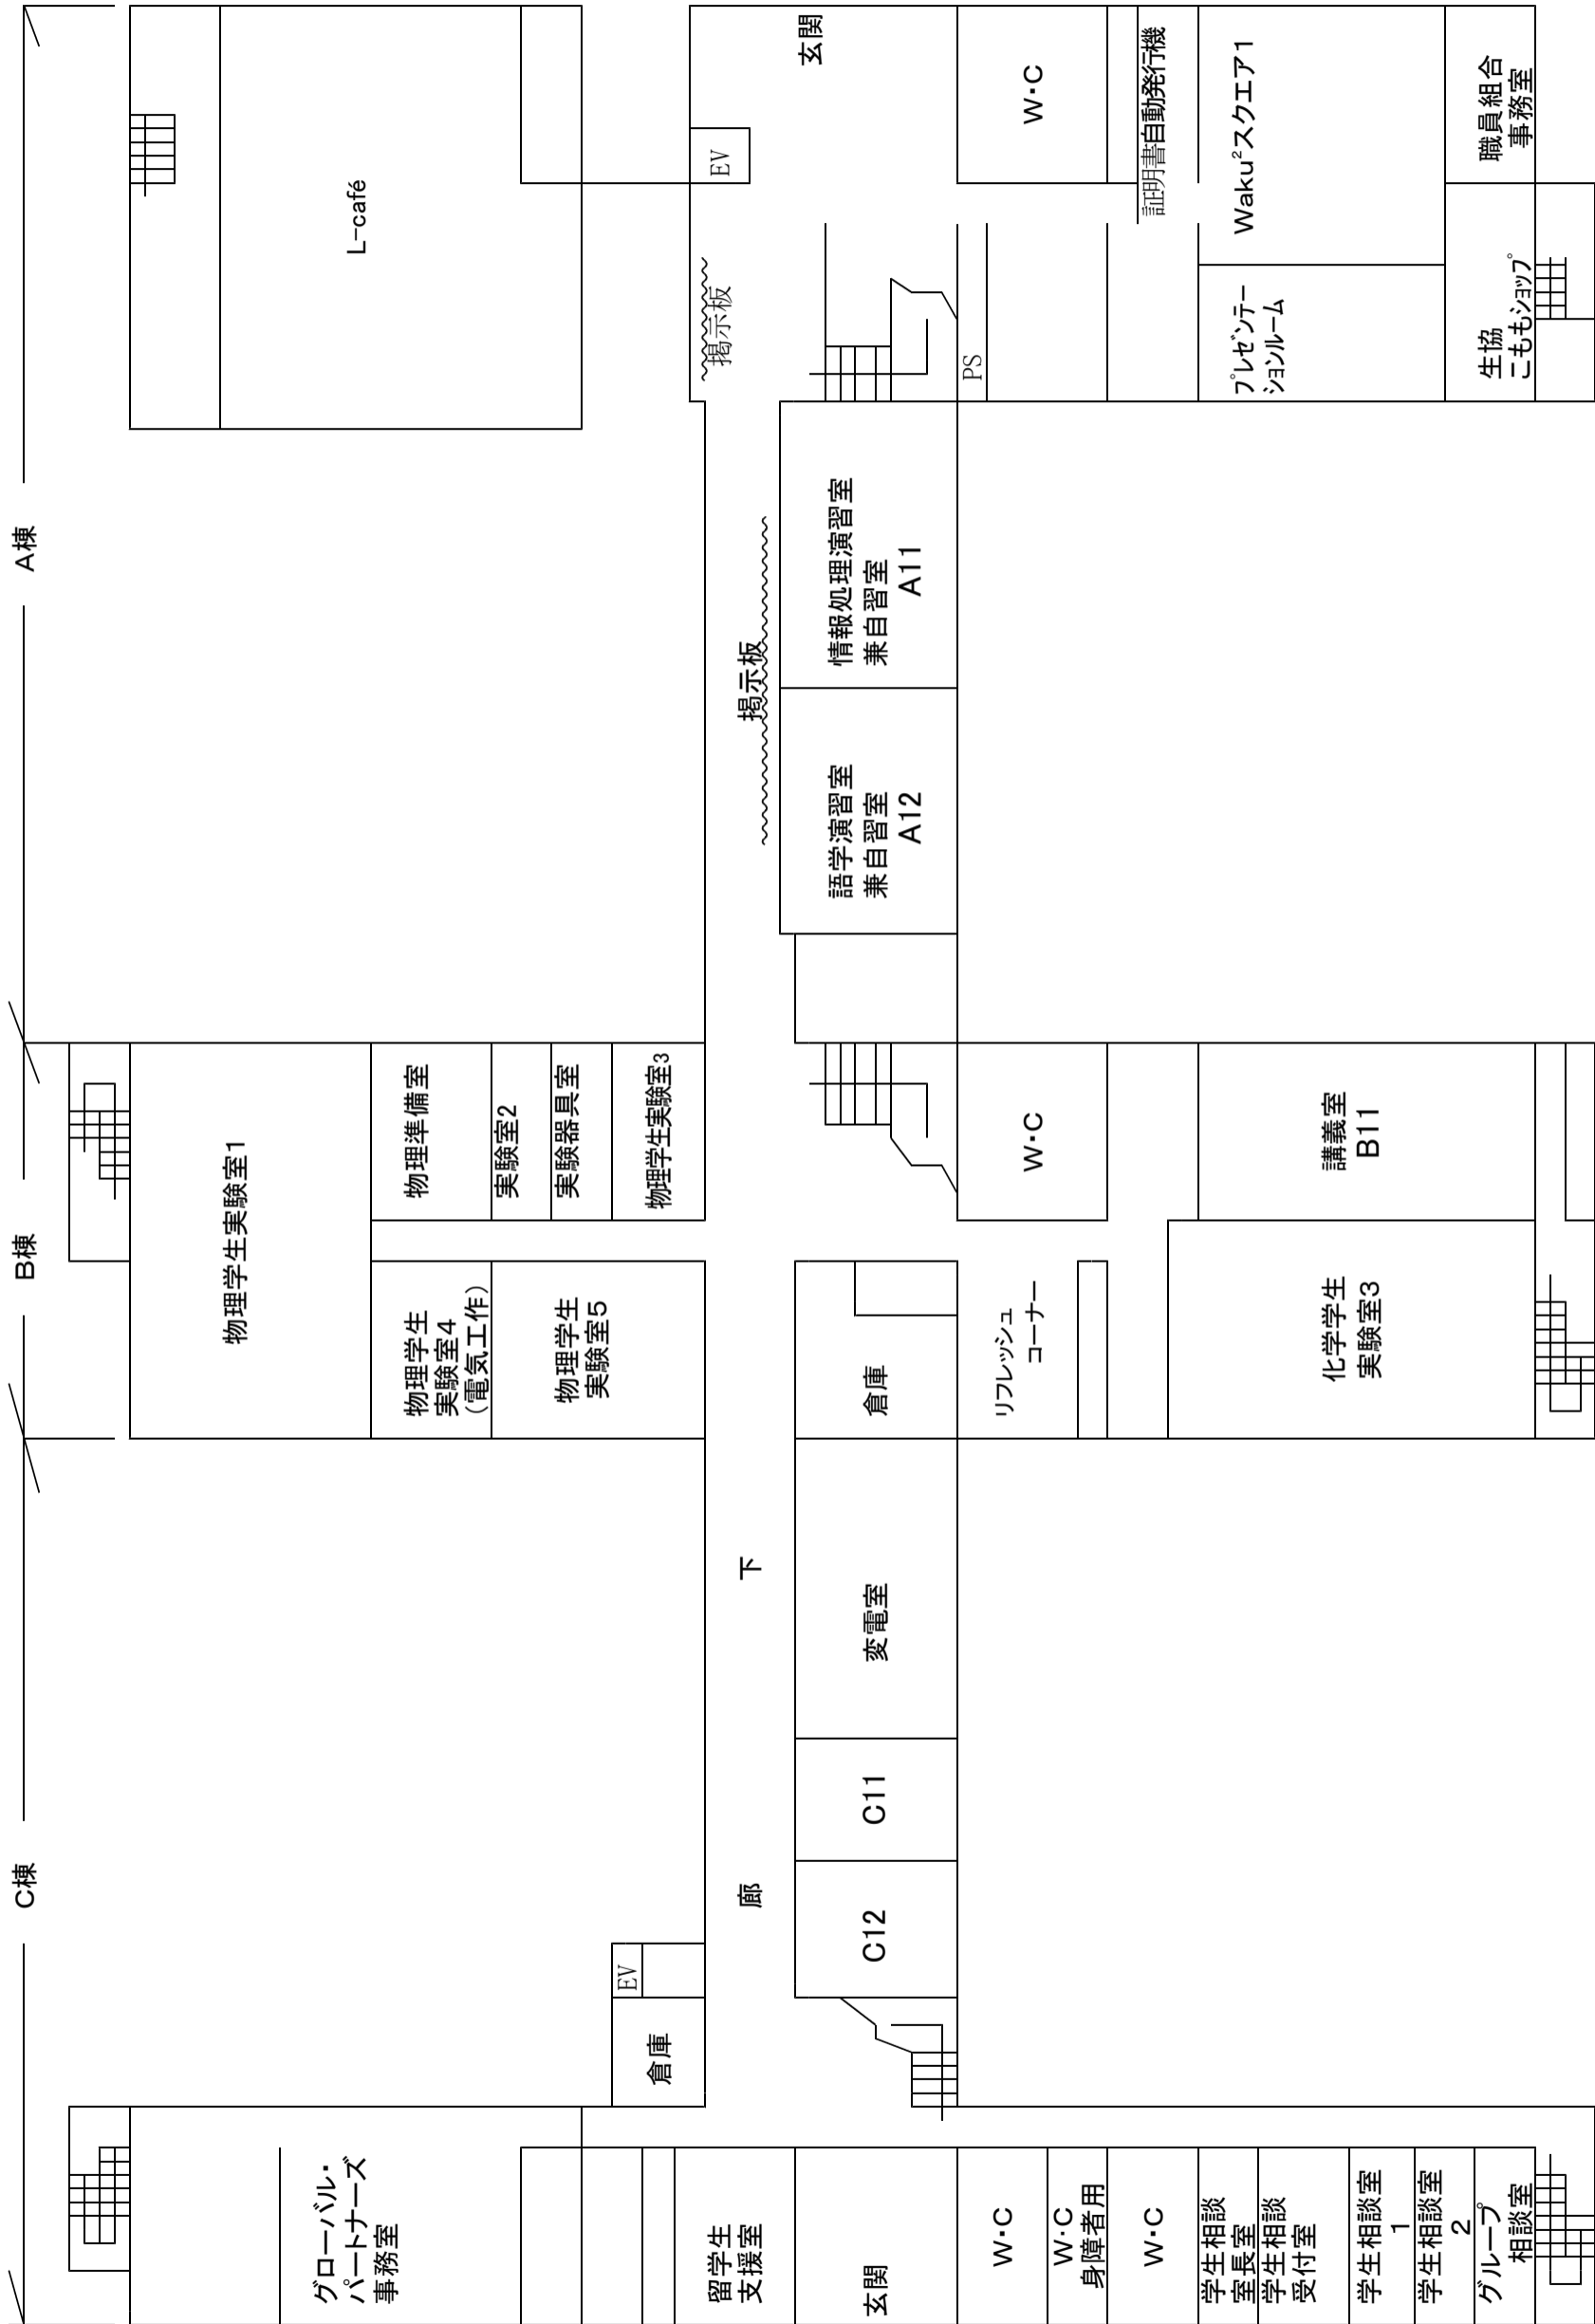 A棟
B棟
C棟
L-café
玄関
EV
掲示板
W・C
証明書自動発行機
Waku²スクエア1
職員組合
事務室
PS
プレゼンテー
ションルーム
生協
こももショップ
掲示板
情報処理演習室
兼自習室
A11
語学演習室
兼自習室
A12
物理学生実験室1
物理準備室
実験室2
実験器具室
物理学生実験室3
物理学生
実験室4
(電気工作)
物理学生
実験室5
W・C
講義室
B11
倉庫
リフレッシュ
コーナー
化学学生
実験室3
下
廊
変電室
C11
C12
EV
倉庫
グローバル・
パートナーズ
事務室
留学生
支援室
玄関
W・C
W・C
身障者用
W・C
学生相談
室長室
学生相談
受付室
学生相談室
1
学生相談室
2
グループ
相談室